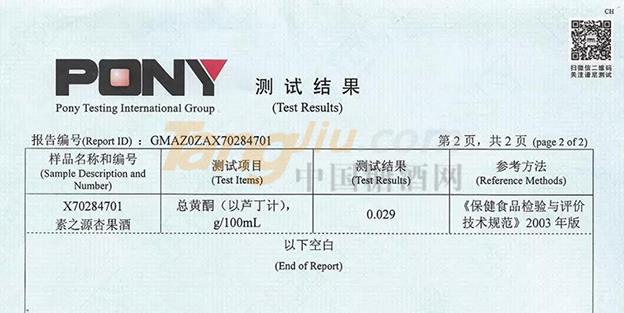 CH
扫微信二维码
关注谱尼测试
PONY
Pony Testing International Group
测试结果
(Test Results)
报告编号(Report ID)： GMAZ0ZAX70284701
第 2 页，共 2 页 (page 2 of 2)
样品名称和编号
(Sample Description and
Number)
测试项目
(Test Items)
测试结果
(Test Results)
参考方法
(Reference Methods)
X70284701
素之源杏果酒
总黄酮（以芦丁计），
g/100mL
0.029
《保健食品检验与评价
技术规范》2003 年版
以下空白
(End of Report)
Tangjiu.com
中国糖酒网